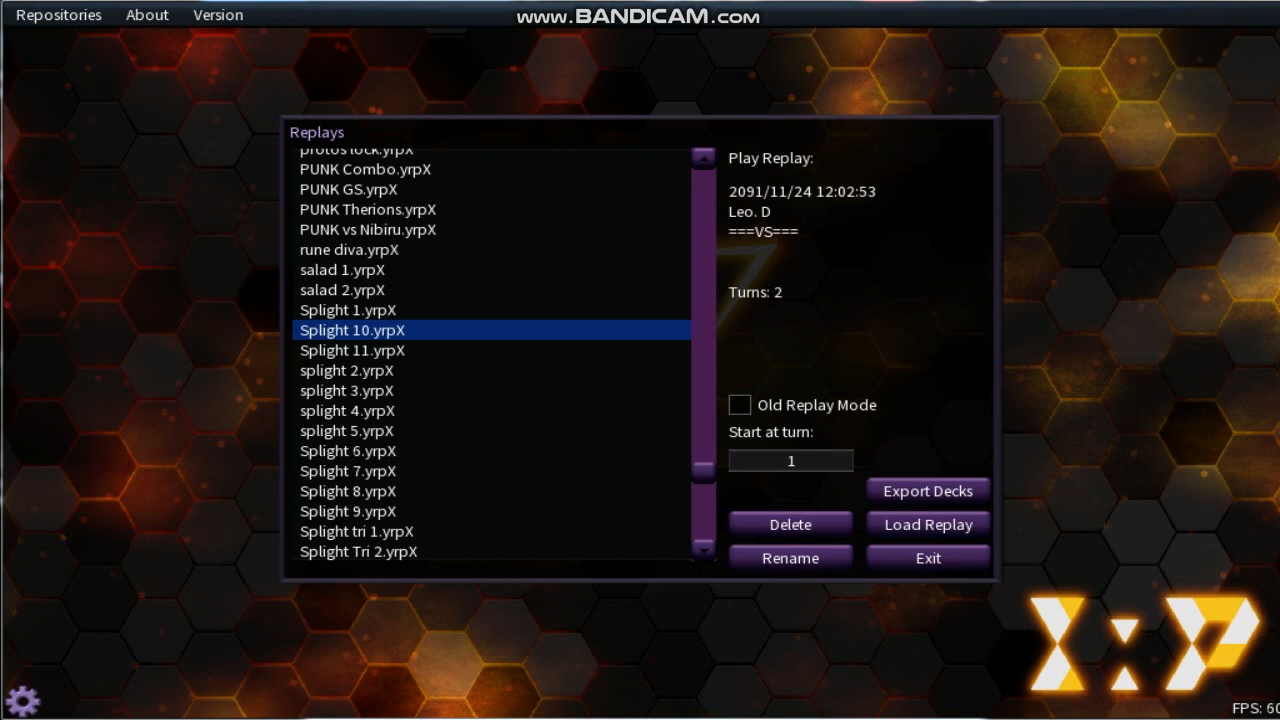 Repositories About Version
www.BANDICAM.com
Replays
protos lock.yrpX
PUNK Combo.yrpX
PUNK GS.yrpX
PUNK Therions.yrpX
PUNK vs Nibiru.yrpX
rune diva.yrpX
salad 1.yrpX
salad 2.yrpX
Splight 1.yrpX
Splight 10.yrpX
Splight 11.yrpX
splight 2.yrpX
splight 3.yrpX
splight 4.yrpX
splight 5.yrpX
Splight 6.yrpX
Splight 7.yrpX
Splight 8.yrpX
Splight 9.yrpX
Splight tri 1.yrpX
Splight Tri 2.yrpX
Play Replay:
2091/11/24 12:02:53
Leo. D
===VS===
Turns: 2
Old Replay Mode
Start at turn:
1
Export Decks
Delete Load Replay
Rename Exit
X:P
FPS: 60